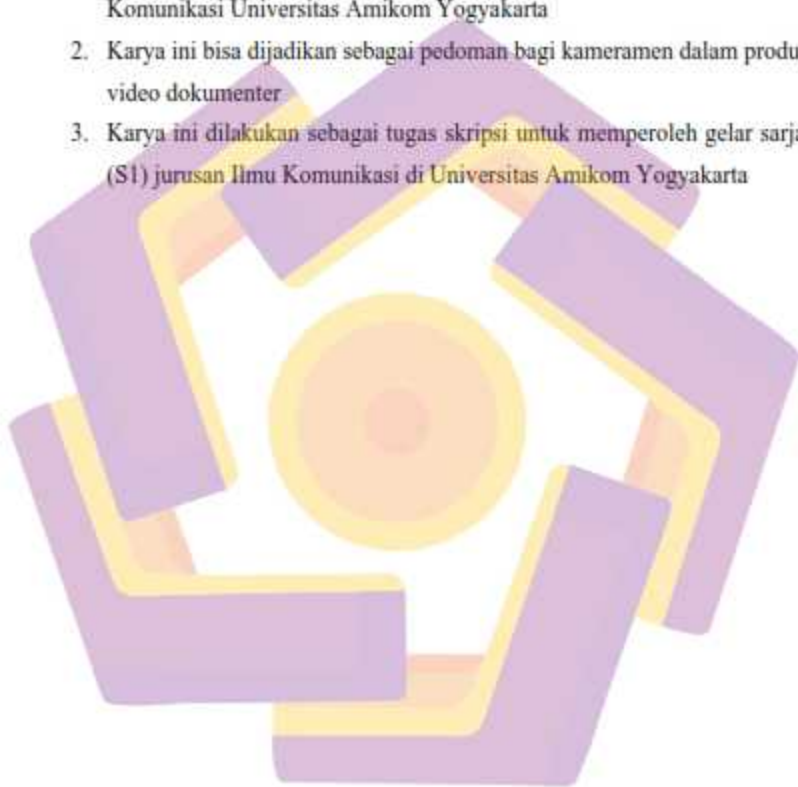 Komunikasi Universitas Amikom Yogyakarta
2. Karya ini bisa dijadikan sebagai pedoman bagi kameramen dalam produ
video dokumenter
3. Karya ini dilakukan sebagai tugas skripsi untuk memperoleh gelar sarja
(S1) jurusan Ilmu Komunikasi di Universitas Amikom Yogyakarta